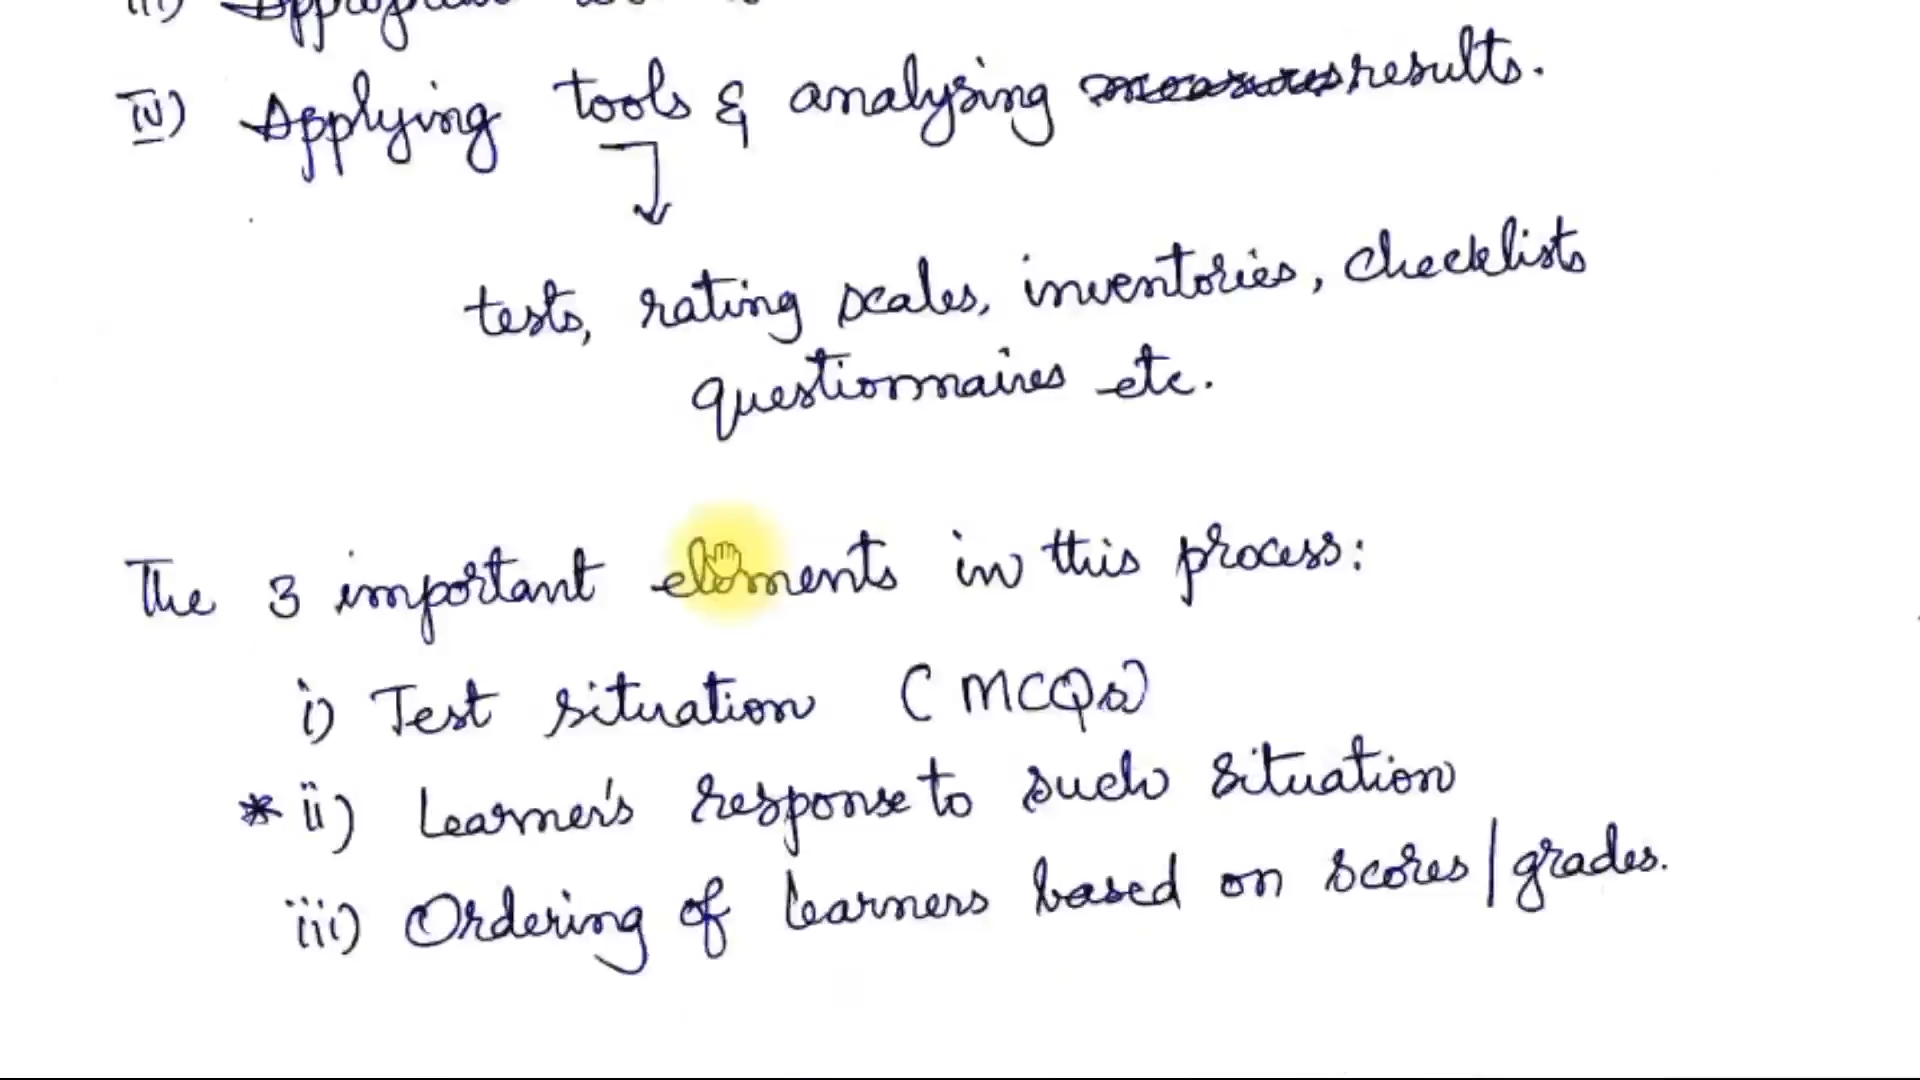 iii)
IV) Applying tools & analysing results.
tests, rating scales, inventories, checklists
questionnaires etc.
The 3 important elements in this process:
i) Test situation (MCQs)
* ii) Learner's response to such situation
iii) Ordering of learners based on scores/grades.